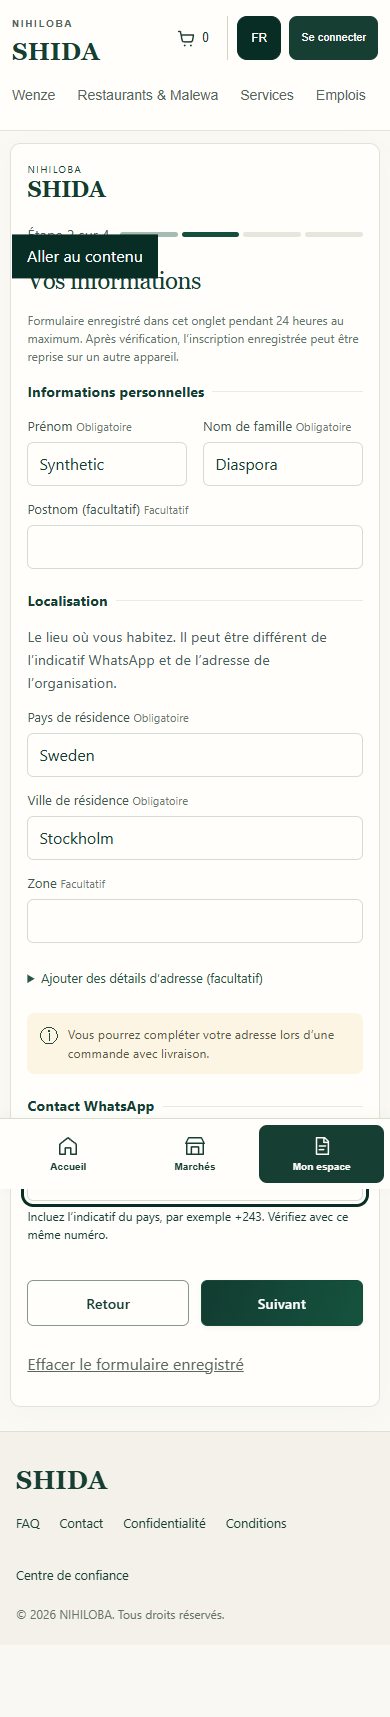 NIHILOBA
SHIDA
0
FR
Se connecter
Wenze
Restaurants & Malewa
Services
Emplois
NIHILOBA
SHIDA
Étape 2 sur 4
Aller au contenu
Vos informations
Formulaire enregistré dans cet onglet pendant 24 heures au
maximum. Après vérification, l’inscription enregistrée peut être
reprise sur un autre appareil.
Informations personnelles
Prénom Obligatoire
Nom de famille Obligatoire
Synthetic
Diaspora
Postnom (facultatif) Facultatif
Localisation
Le lieu où vous habitez. Il peut être différent de
l’indicatif WhatsApp et de l’adresse de
l’organisation.
Pays de résidence Obligatoire
Sweden
Ville de résidence Obligatoire
Stockholm
Zone Facultatif
Ajouter des détails d’adresse (facultatif)
Vous pourrez compléter votre adresse lors d’une
commande avec livraison.
Contact WhatsApp
Accueil
Marchés
Mon espace
Incluez l’indicatif du pays, par exemple +243. Vérifiez avec ce
même numéro.
Retour
Suivant
Effacer le formulaire enregistré
SHIDA
FAQ
Contact
Confidentialité
Conditions
Centre de confiance
© 2026 NIHILOBA. Tous droits réservés.